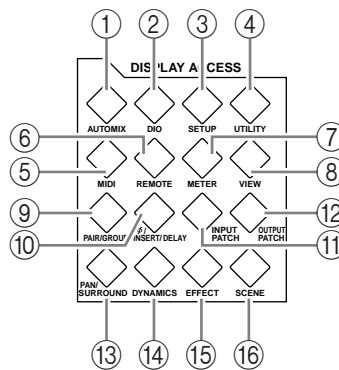 ① ② ③ ④
DISPLAY ACCESS
AUTOMIX DIO SETUP UTILITY
⑥ ⑦
⑤ MIDI REMOTE METER VIEW ⑧
⑨ ⑫
PAIR/GROUP ø/INSERT/DELAY INPUT PATCH OUTPUT PATCH
⑩ ⑪
PAN/SURROUND DYNAMICS EFFECT SCENE
⑬ ⑭ ⑮ ⑯